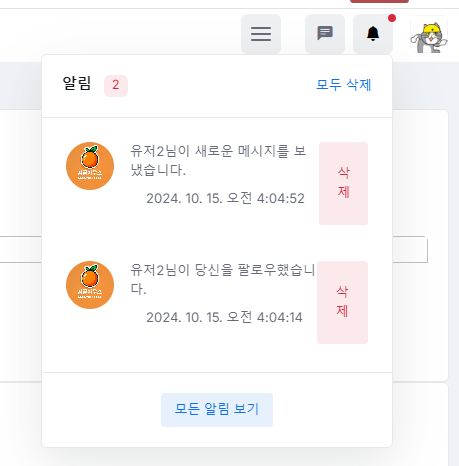 알림 2 모두 삭제
유저2님이 새로운 메시지를 보
냈습니다.
2024. 10. 15. 오전 4:04:52
삭
제
유저2님이 당신을 팔로우했습니
다.
2024. 10. 15. 오전 4:04:14
삭
제
모든 알림 보기